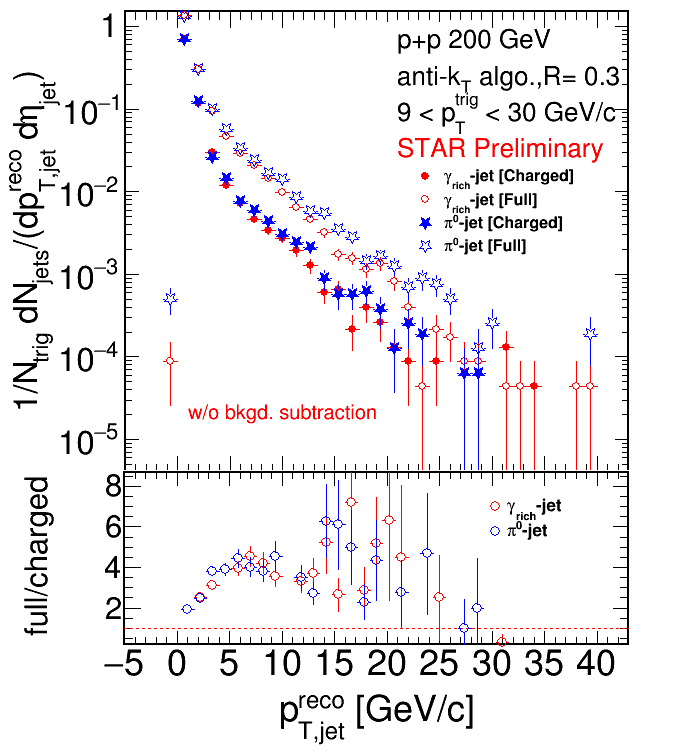 p+p 200 GeV
anti-k_T algo.,R= 0.3
9 < p_T^trig < 30 GeV/c
STAR Preliminary
γ_rich-jet [Charged]
γ_rich-jet [Full]
π⁰-jet [Charged]
π⁰-jet [Full]
1/N_trig dN_jets/(dp_T,jet^reco dη_jet)
1
10⁻¹
10⁻²
10⁻³
10⁻⁴
10⁻⁵
w/o bkgd. subtraction
full/charged
8
6
4
2
γ_rich-jet
π⁰-jet
−5 0 5 10 15 20 25 30 35 40
p_T,jet^reco [GeV/c]